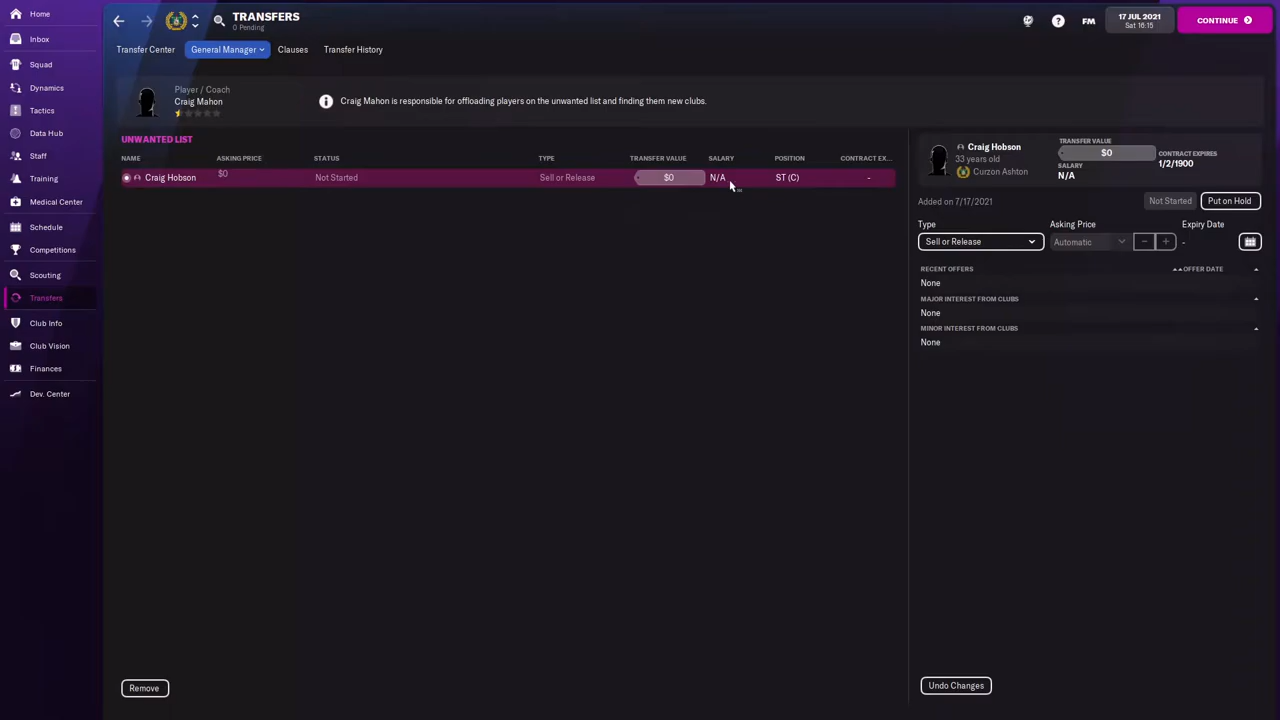 Home
TRANSFERS
0 Pending
FM
17 JUL 2021
Sat 16:15
CONTINUE
Inbox
Squad
Dynamics
Tactics
Data Hub
Staff
Training
Medical Center
Schedule
Competitions
Scouting
Transfers
Club Info
Club Vision
Finances
Dev. Center
Transfer Center
General Manager
Clauses
Transfer History
Player / Coach
Craig Mahon
Craig Mahon is responsible for offloading players on the unwanted list and finding them new clubs.
UNWANTED LIST
NAME ASKING PRICE STATUS TYPE TRANSFER VALUE SALARY POSITION CONTRACT EX...
Craig Hobson $0 Not Started Sell or Release $0 N/A ST (C) -
Remove
Craig Hobson
33 years old
Curzon Ashton
TRANSFER VALUE
$0
SALARY
N/A
CONTRACT EXPIRES
1/2/1900
Added on 7/17/2021
Not Started
Put on Hold
Type Asking Price Expiry Date
Sell or Release Automatic - + -
RECENT OFFERS OFFER DATE
None
MAJOR INTEREST FROM CLUBS
None
MINOR INTEREST FROM CLUBS
None
Undo Changes